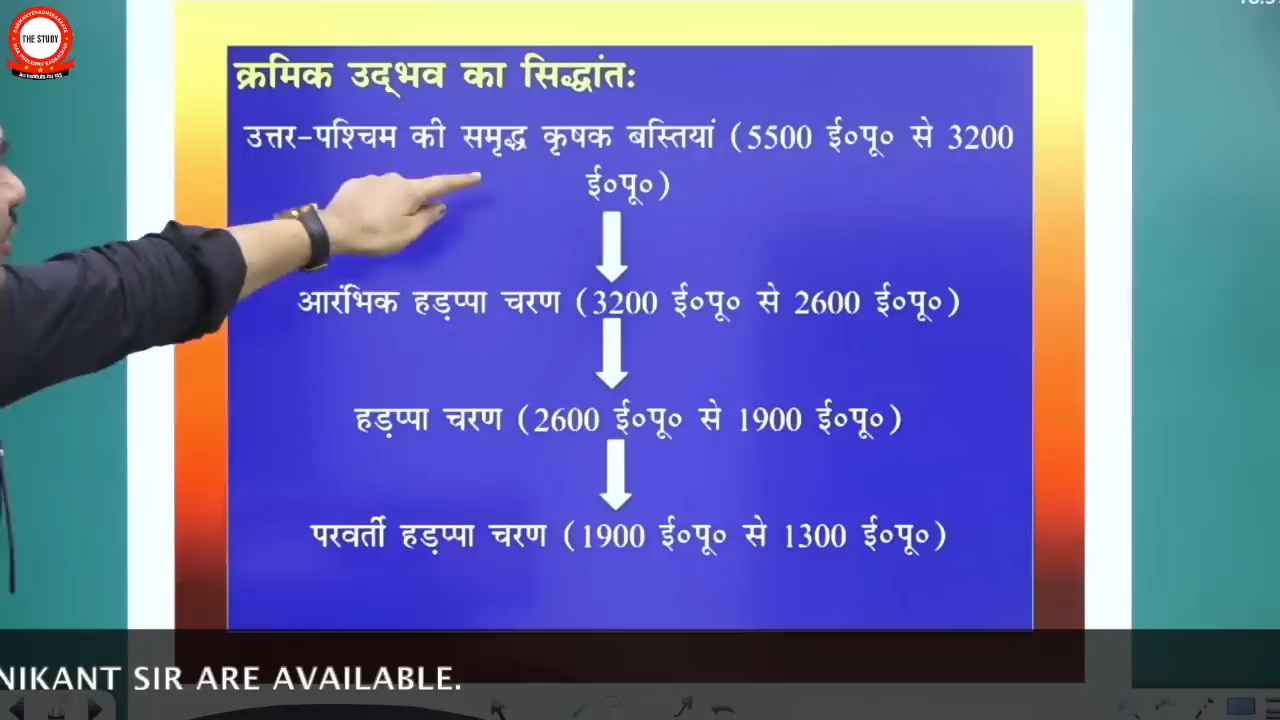 THE STUDY
क्रमिक उद्भव का सिद्धांतः
उत्तर-पश्चिम की समृद्ध कृषक बस्तियां (5500 ई०पू० से 3200
ई०पू०)
आरंभिक हड़प्पा चरण (3200 ई०पू० से 2600 ई०पू०)
हड़प्पा चरण (2600 ई०पू० से 1900 ई०पू०)
परवर्ती हड़प्पा चरण (1900 ई०पू० से 1300 ई०पू०)
NIKANT SIR ARE AVAILABLE.